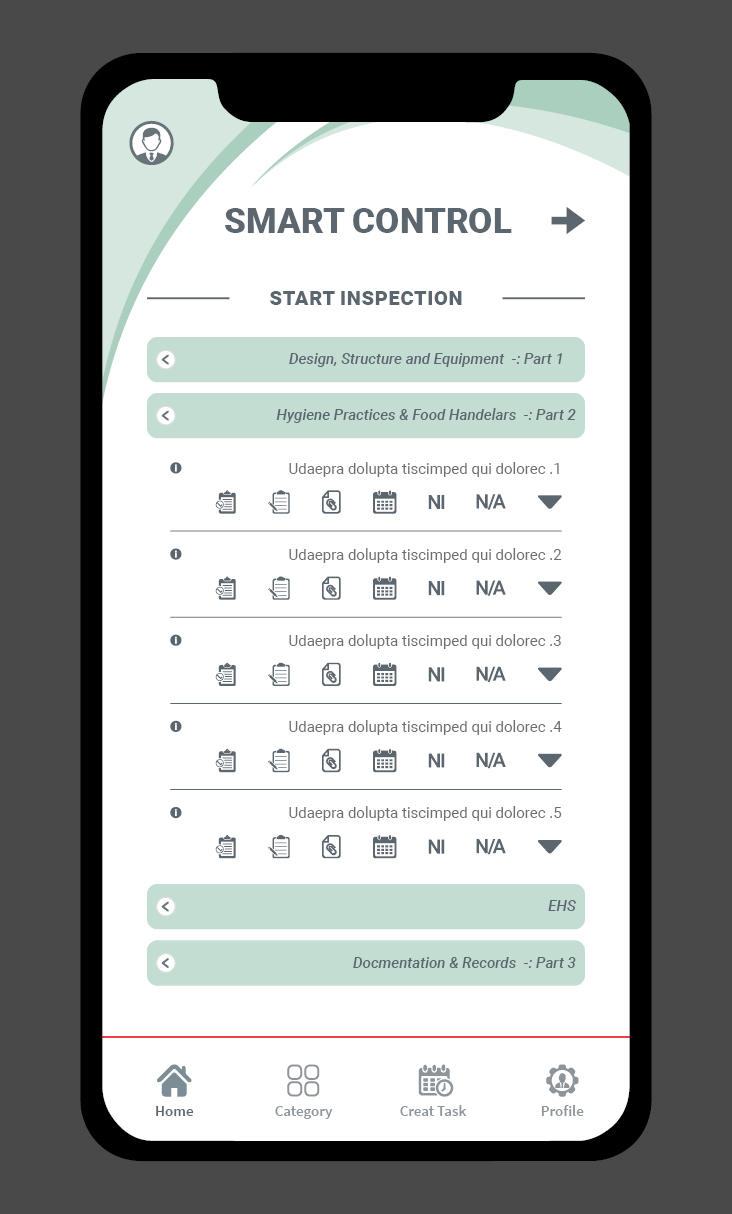 SMART CONTROL
START INSPECTION
Design, Structure and Equipment -: Part 1
Hygiene Practices & Food Handelars -: Part 2
Udaepra dolupta tiscimped qui dolorec .1
NI N/A
Udaepra dolupta tiscimped qui dolorec .2
NI N/A
Udaepra dolupta tiscimped qui dolorec .3
NI N/A
Udaepra dolupta tiscimped qui dolorec .4
NI N/A
Udaepra dolupta tiscimped qui dolorec .5
NI N/A
EHS
Docmentation & Records -: Part 3
Home Category Creat Task Profile